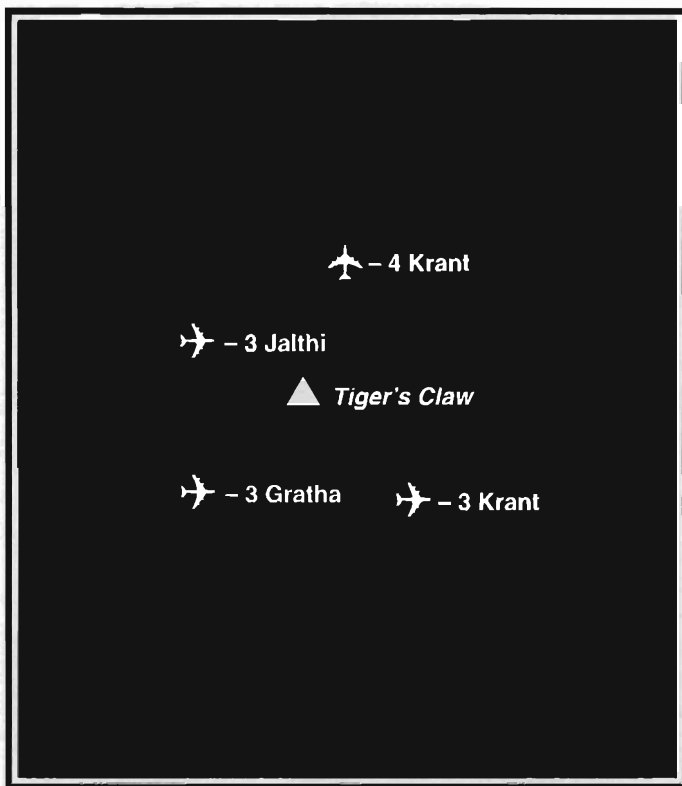 – 4 Krant
– 3 Jalthi
Tiger's Claw
– 3 Gratha
– 3 Krant